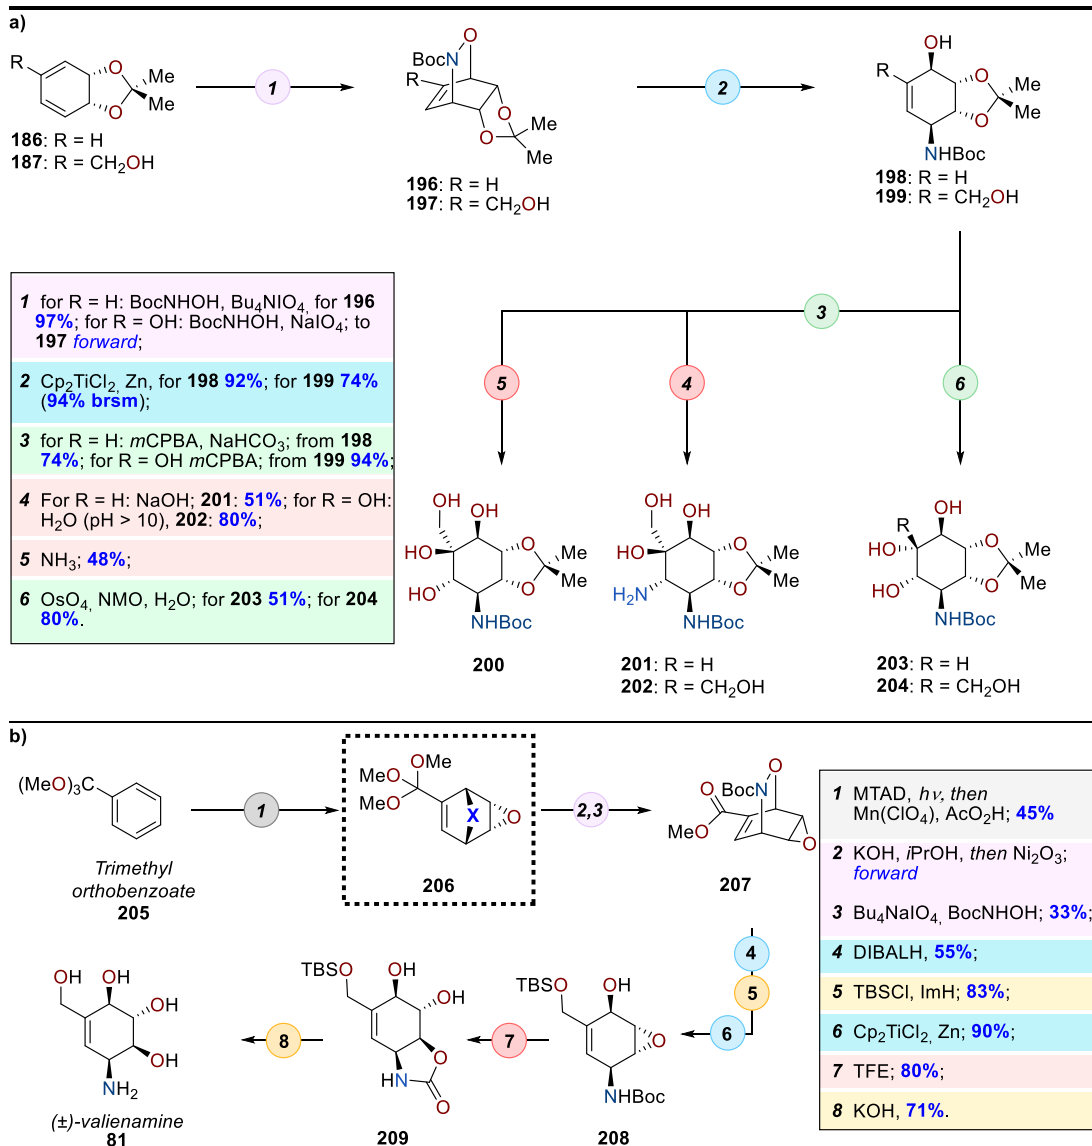 a)
R
O
O
Me
Me
186: R = H
187: R = CH2OH
1
BocN
O
R
O
O
Me
Me
196: R = H
197: R = CH2OH
2
OH
R
O
O
Me
Me
NHBoc
198: R = H
199: R = CH2OH
1 for R = H: BocNHOH, Bu4NIO4, for 196
97%; for R = OH: BocNHOH, NaIO4; to
197 forward;
2 Cp2TiCl2, Zn, for 198 92%; for 199 74%
(94% brsm);
3 for R = H: mCPBA, NaHCO3; from 198
74%; for R = OH mCPBA; from 199 94%;
4 For R = H: NaOH; 201: 51%; for R = OH:
H2O (pH > 10), 202: 80%;
5 NH3; 48%;
6 OsO4, NMO, H2O; for 203 51%; for 204
80%.
3
5
4
6
OH
OH
HO
HO
O
O
Me
Me
NHBoc
200
OH
OH
HO
H2N
O
O
Me
Me
NHBoc
201: R = H
202: R = CH2OH
OH
R
HO
HO
O
O
Me
Me
NHBoc
203: R = H
204: R = CH2OH
b)
(MeO)3C
Trimethyl
orthobenzoate
205
1
MeO
OMe
MeO
X
O
206
2,3
BocN
O
O
MeO
O
207
1 MTAD, hν, then
Mn(ClO4), AcO2H; 45%
2 KOH, iPrOH, then Ni2O3;
forward
3 Bu4NaIO4, BocNHOH; 33%;
4 DIBALH, 55%;
5 TBSCl, ImH; 83%;
6 Cp2TiCl2, Zn; 90%;
7 TFE; 80%;
8 KOH, 71%.
4
5
6
TBSO
OH
O
NHBoc
208
7
TBSO
OH
OH
O
N
H
O
209
8
OH
OH
OH
OH
NH2
(±)-valienamine
81